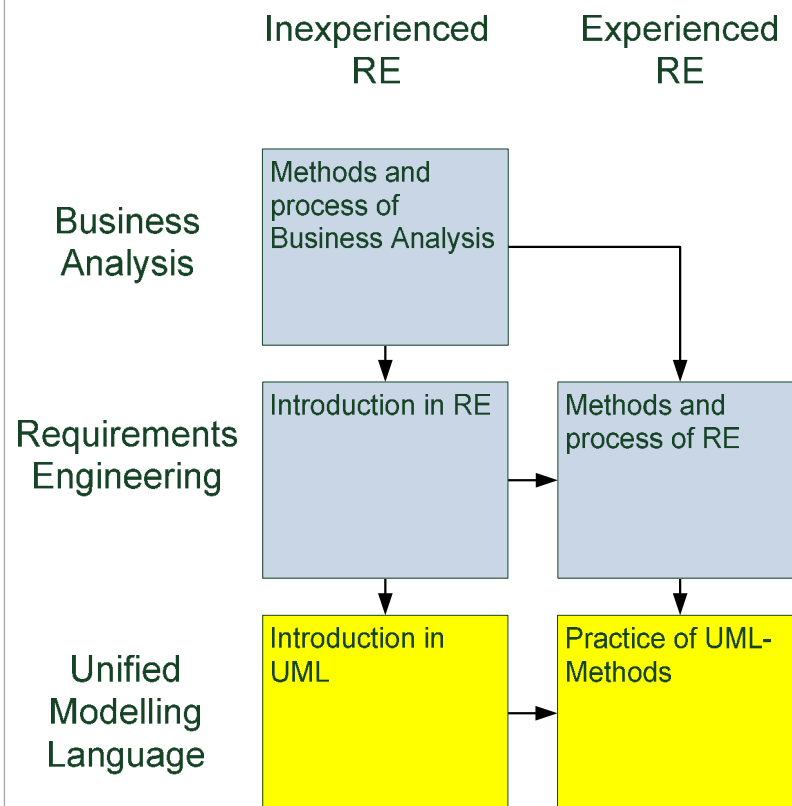 Inexperienced
RE
Experienced
RE
Business
Analysis
Methods and
process of
Business Analysis
Requirements
Engineering
Introduction in RE
Methods and
process of RE
Unified
Modelling
Language
Introduction in
UML
Practice of UML-
Methods